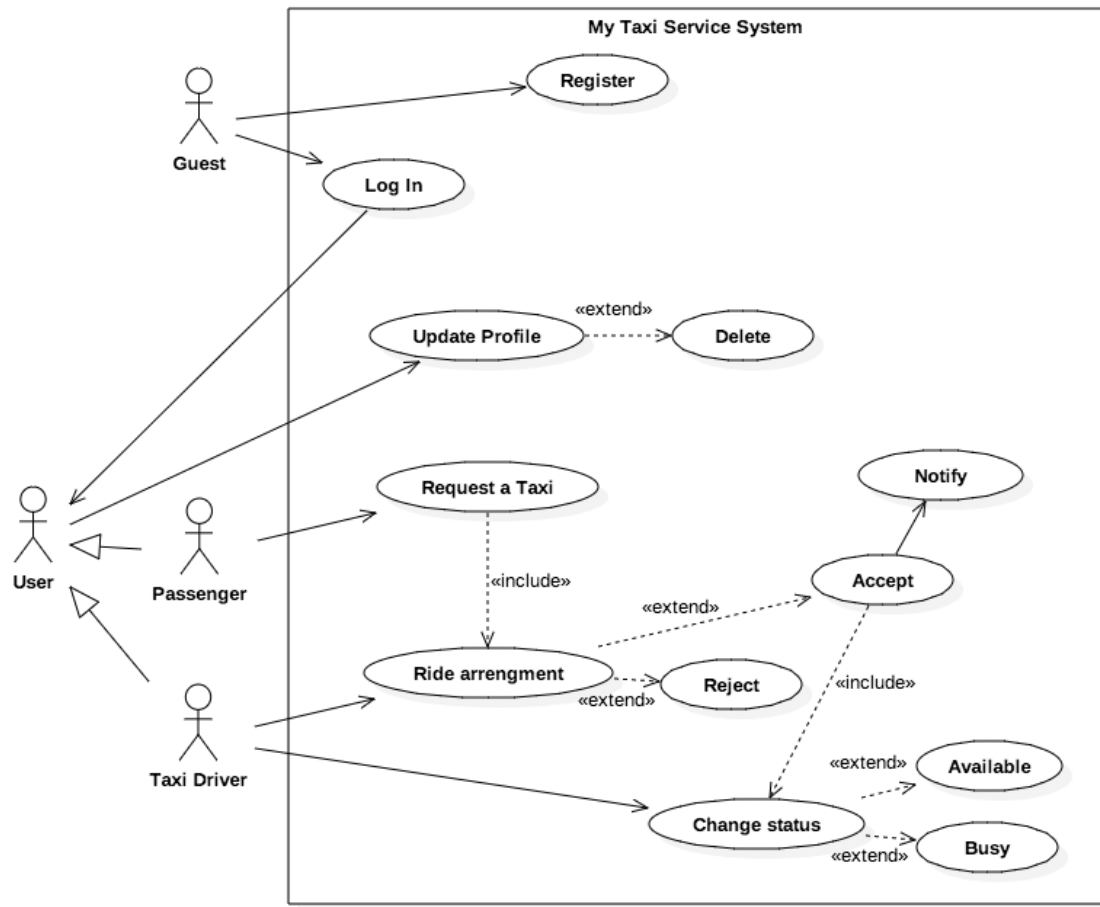 My Taxi Service System
Register
Guest
Log In
«extend»
Update Profile
Delete
Notify
Request a Taxi
User
Passenger
«include»
Accept
«extend»
Ride arrengment
Reject
«extend»
«include»
Taxi Driver
«extend»
Available
Change status
«extend»
Busy